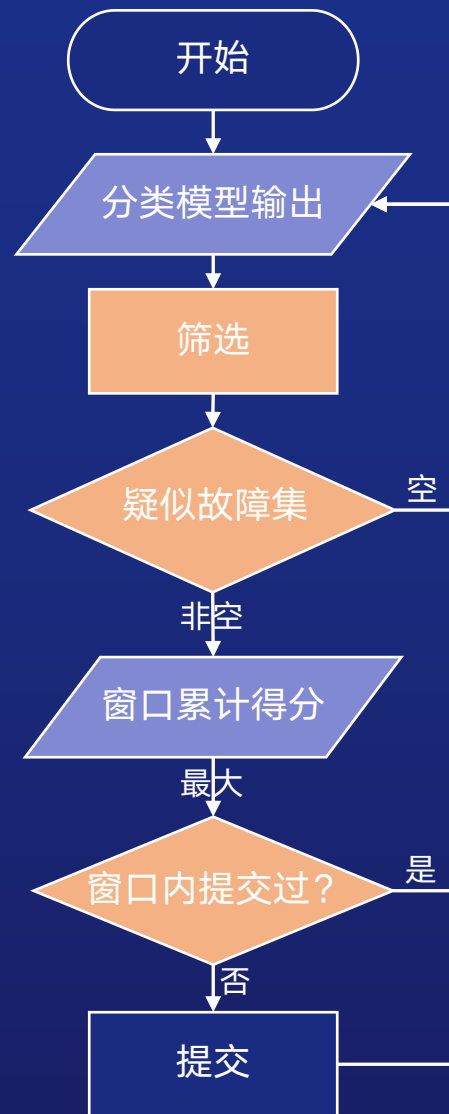 开始
分类模型输出
筛选
疑似故障集
空
非空
窗口累计得分
最大
窗口内提交过？
是
否
提交